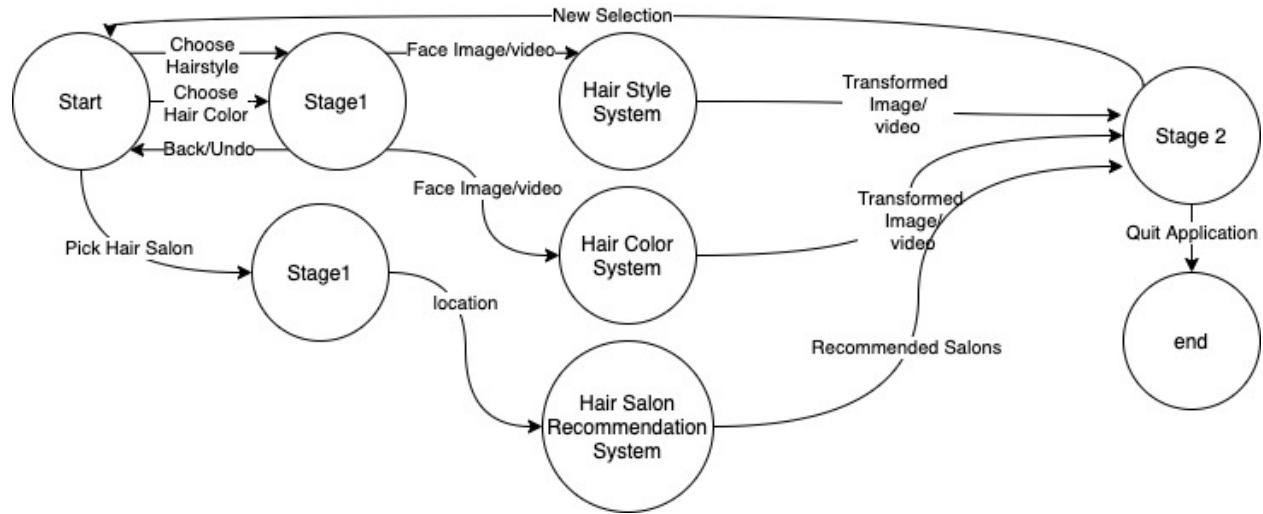 New Selection
Choose
Hairstyle
Face Image/video
Start
Choose
Hair Color
Stage1
Hair Style
System
Transformed
Image/
video
Stage 2
Back/Undo
Face Image/video
Transformed
Image/
video
Pick Hair Salon
Stage1
Hair Color
System
Quit Application
location
Recommended Salons
end
Hair Salon
Recommendation
System